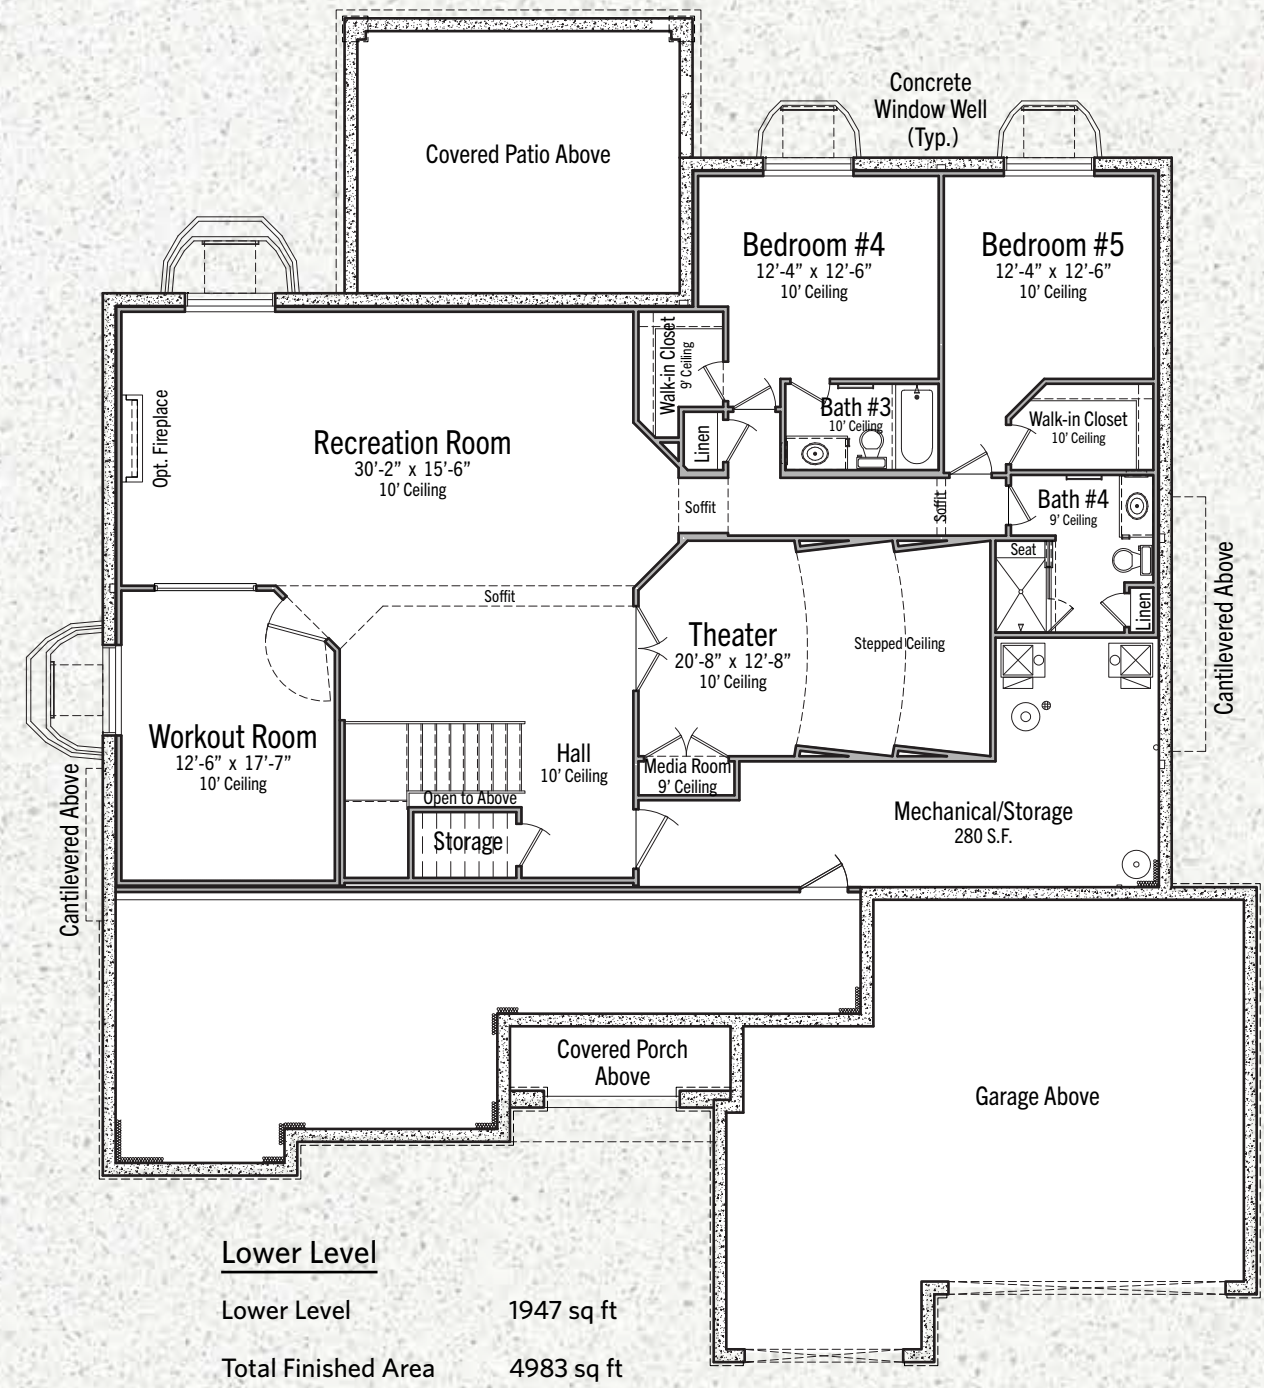 Concrete
Window Well
(Typ.)
Covered Patio Above
Bedroom #4
12'-4" x 12'-6"
10' Ceiling
Bedroom #5
12'-4" x 12'-6"
10' Ceiling
Walk-in Closet
9' Ceiling
Opt. Fireplace
Recreation Room
30'-2" x 15'-6"
10' Ceiling
Linen
Bath #3
10' Ceiling
Walk-in Closet
10' Ceiling
Soffit
Soffit
Bath #4
9' Ceiling
Seat
Linen
Cantilevered Above
Soffit
Theater
20'-8" x 12'-8"
10' Ceiling
Stepped Ceiling
Workout Room
12'-6" x 17'-7"
10' Ceiling
Hall
10' Ceiling
Media Room
9' Ceiling
Open to Above
Storage
Mechanical/Storage
280 S.F.
Cantilevered Above
Covered Porch
Above
Garage Above
Lower Level
Lower Level 1947 sq ft
Total Finished Area 4983 sq ft